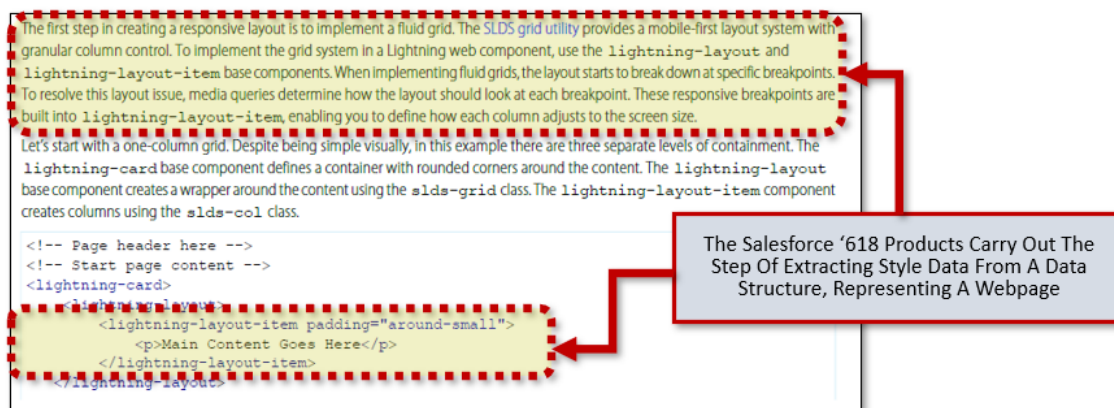 The first step in creating a responsive layout is to implement a fluid grid. The SLDS grid utility provides a mobile-first layout system with
granular column control. To implement the grid system in a Lightning web component, use the lightning-layout and
lightning-layout-item base components. When implementing fluid grids, the layout starts to break down at specific breakpoints.
To resolve this layout issue, media queries determine how the layout should look at each breakpoint. These responsive breakpoints are
built into lightning-layout-item, enabling you to define how each column adjusts to the screen size.
Let's start with a one-column grid. Despite being simple visually, in this example there are three separate levels of containment. The
lightning-card base component defines a container with rounded corners around the content. The lightning-layout
base component creates a wrapper around the content using the slds-grid class. The lightning-layout-item component
creates columns using the slds-col class.
<!-- Page header here -->
<!-- Start page content -->
<lightning-card>
<lightning-layout>
<lightning-layout-item padding="around-small">
<p>Main Content Goes Here</p>
</lightning-layout-item>
</lightning-layout>
The Salesforce '618 Products Carry Out The
Step Of Extracting Style Data From A Data
Structure, Representing A Webpage